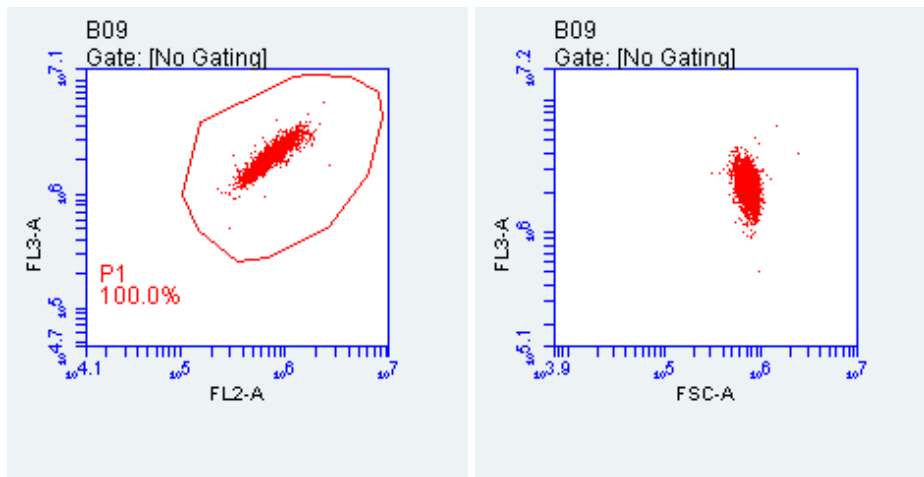 B09
Gate: [No Gating]
10^7.1
10^6
10^5
10^4.7
FL3-A
P1
100.0%
10^4.1
10^5
10^6
10^7
FL2-A
B09
Gate: [No Gating]
10^7.2
10^6
10^5.1
FL3-A
10^3.9
10^5
10^6
10^7
FSC-A